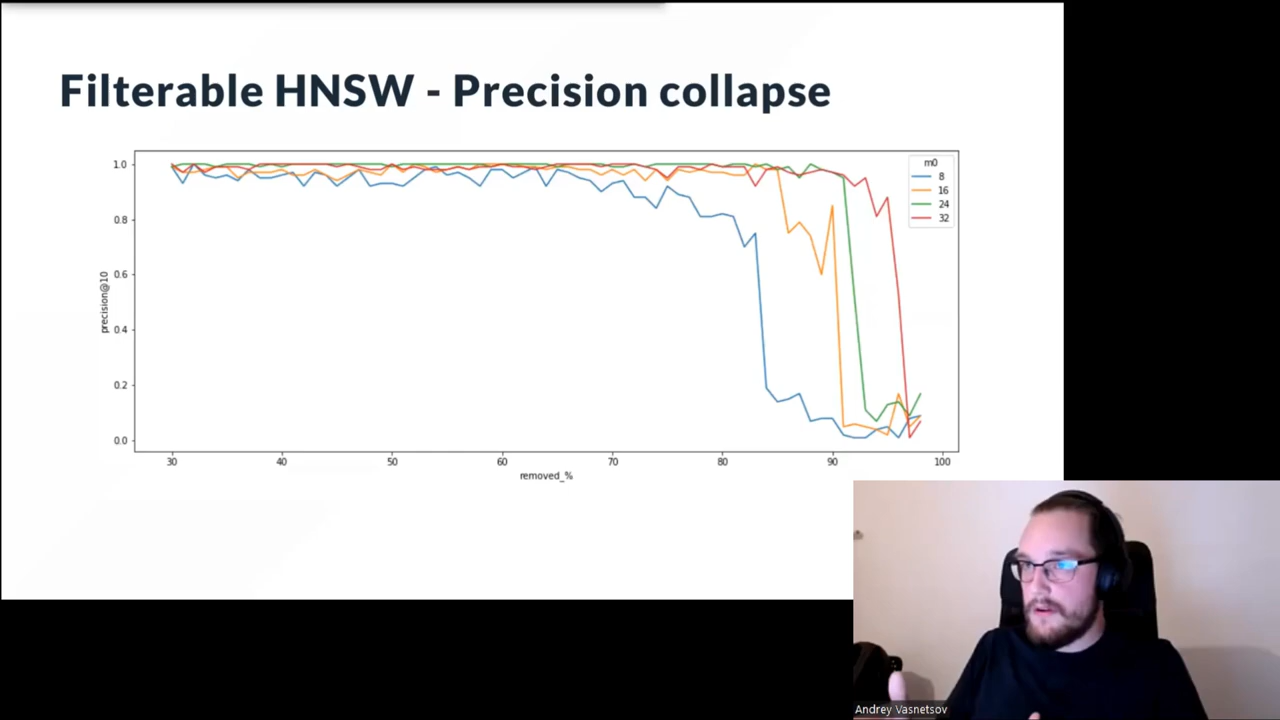 Filterable HNSW - Precision collapse
m0
8
16
24
32
1.0
0.8
0.6
0.4
0.2
0.0
precision@10
30 40 50 60 70 80 90 100
removed_%
Andrey Vasnetsov